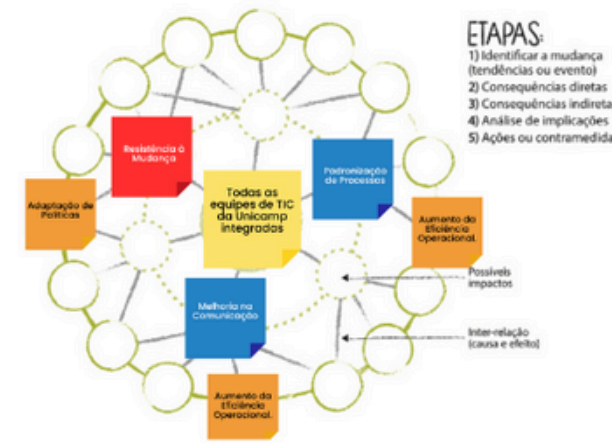 ETAPAS:
1) Identificar a mudança
(tendências ou evento)
2) Consequências diretas
3) Consequências indireta
4) Análise de implicações
5) Ações ou contramedida
Resistência à
Mudança
Padronização
de Processos
Todas as
equipes de TIC
da Unicamp
integradas
Adaptação de
Políticas
Aumento da
Eficiência
Operacional.
Possíveis
impactos
Melhoria na
Comunicação
Inter-relação
(causa e efeito)
Aumento da
Eficiência
Operacional.